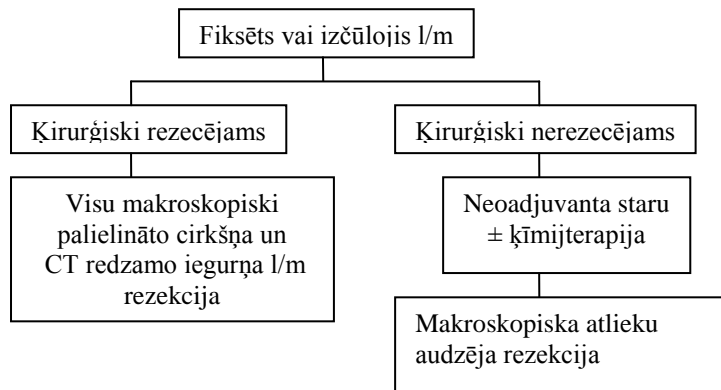 Fiksēts vai izčūlojis l/m
Ķirurģiski rezecējams
Ķirurģiski nerezecējams
Visu makroskopiski
palielināto cirkšņa un
CT redzamo iegurņa l/m
rezekcija
Neoadjuvanta staru
± ķīmijterapija
Makroskopiska atlieku
audzēja rezekcija